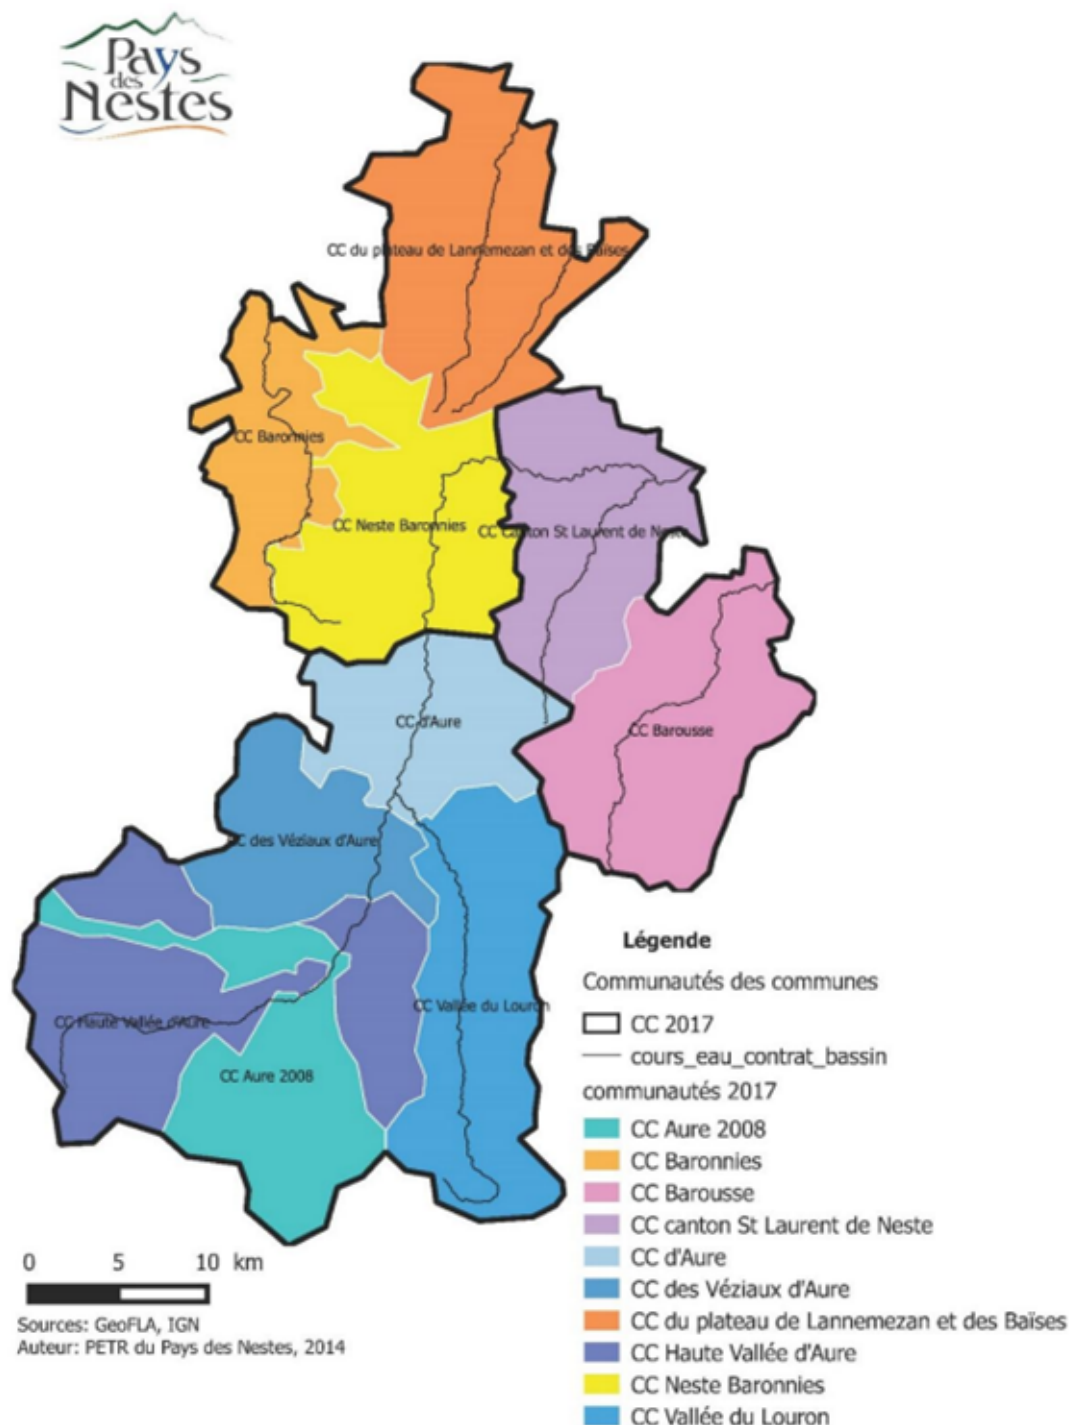 Pays
des
Nestes
CC du plateau de Lannemezan et des Baïses
CC Baronnies
CC Neste Baronnies
CC canton St Laurent de Neste
CC d'Aure
CC Barousse
CC des Véziaux d'Aure
CC Vallée du Louron
CC Haute Vallée d'Aure
CC Aure 2008
Légende
Communautés des communes
CC 2017
cours_eau_contrat_bassin
communautés 2017
CC Aure 2008
CC Baronnies
CC Barousse
CC canton St Laurent de Neste
CC d'Aure
CC des Véziaux d'Aure
CC du plateau de Lannemezan et des Baïses
CC Haute Vallée d'Aure
CC Neste Baronnies
CC Vallée du Louron
0 5 10 km
Sources: GeoFLA, IGN
Auteur: PETR du Pays des Nestes, 2014